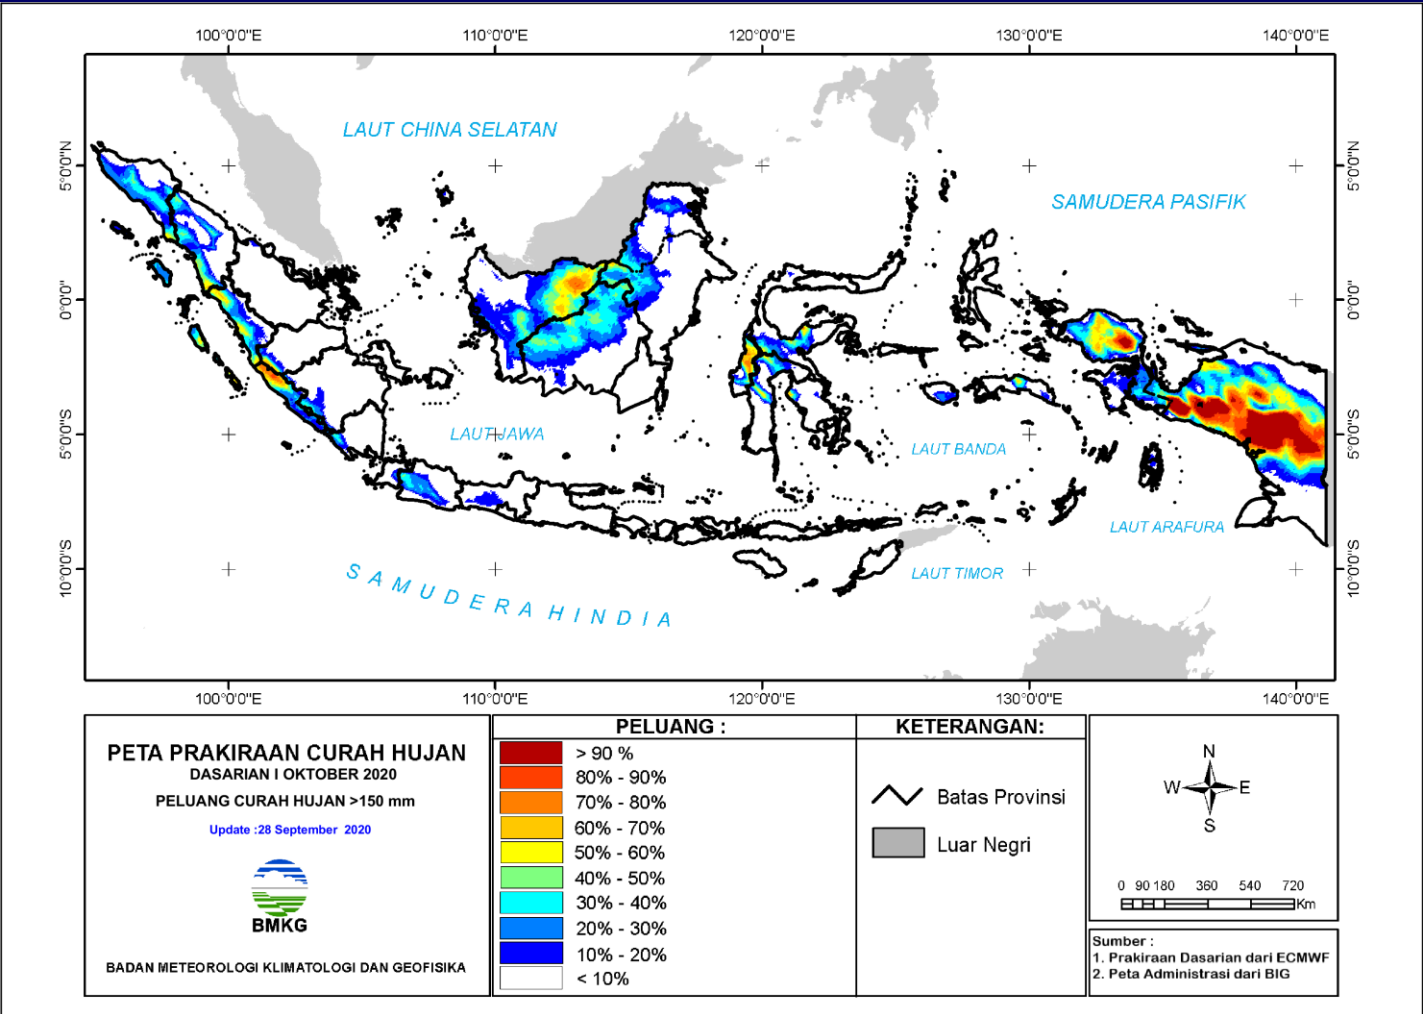 100°0'0"E 110°0'0"E 120°0'0"E 130°0'0"E 140°0'0"E
LAUT CHINA SELATAN
5°0'0"N
5°0'0"N
SAMUDERA PASIFIK
0°0'0"
0°0'0"
LAUT JAWA
LAUT BANDA
5°0'0"S
5°0'0"S
LAUT ARAFURA
LAUT TIMOR
10°0'0"S
10°0'0"S
SAMUDERA HINDIA
100°0'0"E 110°0'0"E 120°0'0"E 130°0'0"E 140°0'0"E
PETA PRAKIRAAN CURAH HUJAN
DASARIAN I OKTOBER 2020
PELUANG CURAH HUJAN >150 mm
Update :28 September 2020
BMKG
BADAN METEOROLOGI KLIMATOLOGI DAN GEOFISIKA
PELUANG :
> 90 %
80% - 90%
70% - 80%
60% - 70%
50% - 60%
40% - 50%
30% - 40%
20% - 30%
10% - 20%
< 10%
KETERANGAN:
Batas Provinsi
Luar Negri
N
W E
S
0 90 180 360 540 720
Km
Sumber :
1. Prakiraan Dasarian dari ECMWF
2. Peta Administrasi dari BIG